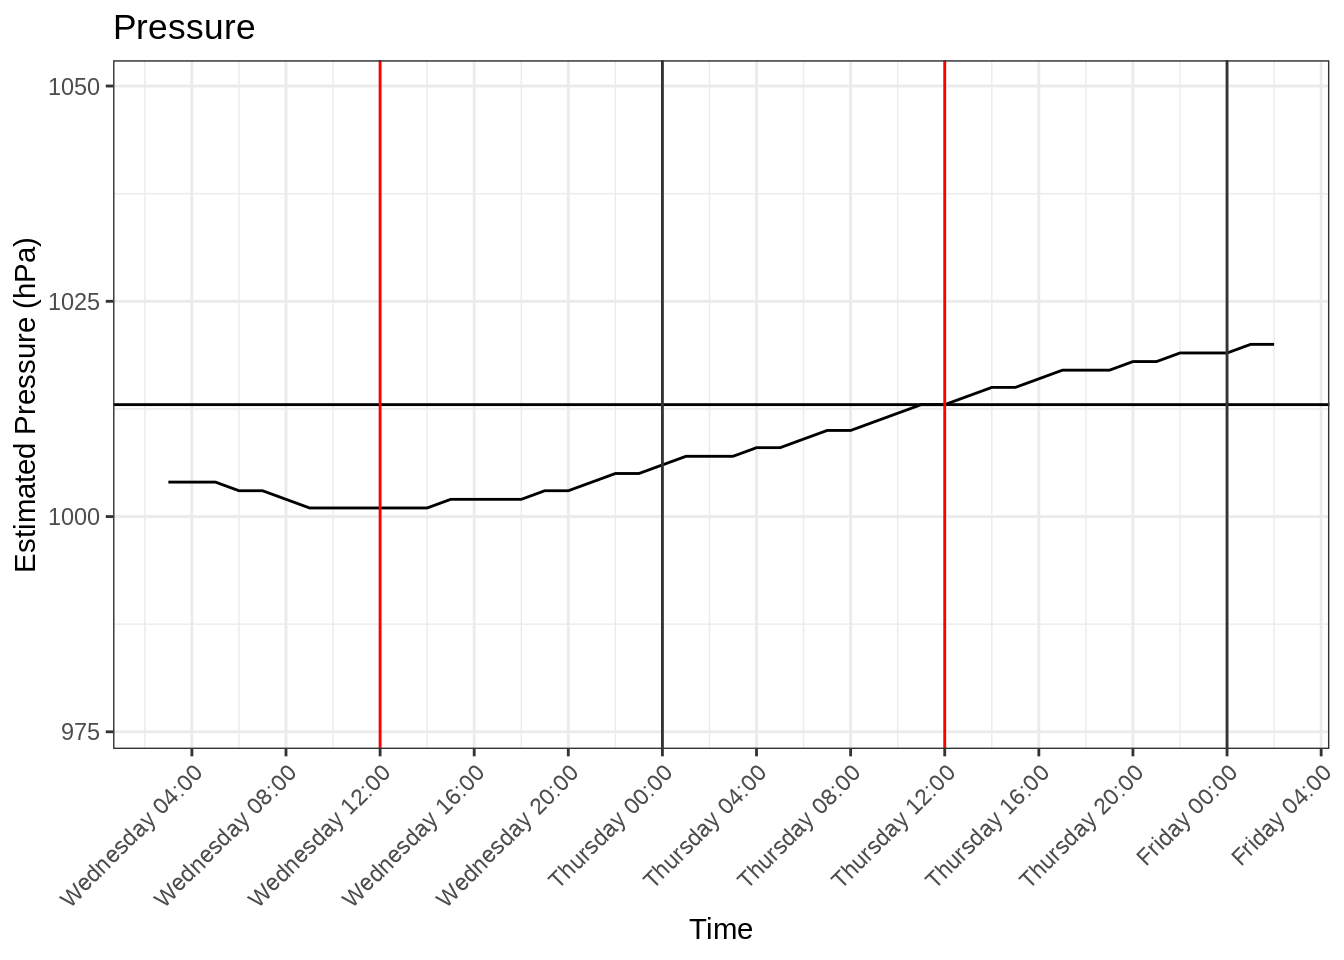 Pressure
Estimated Pressure (hPa)
1050
1025
1000
975
Wednesday 04:00
Wednesday 08:00
Wednesday 12:00
Wednesday 16:00
Wednesday 20:00
Thursday 00:00
Thursday 04:00
Thursday 08:00
Thursday 12:00
Thursday 16:00
Thursday 20:00
Friday 00:00
Friday 04:00
Time